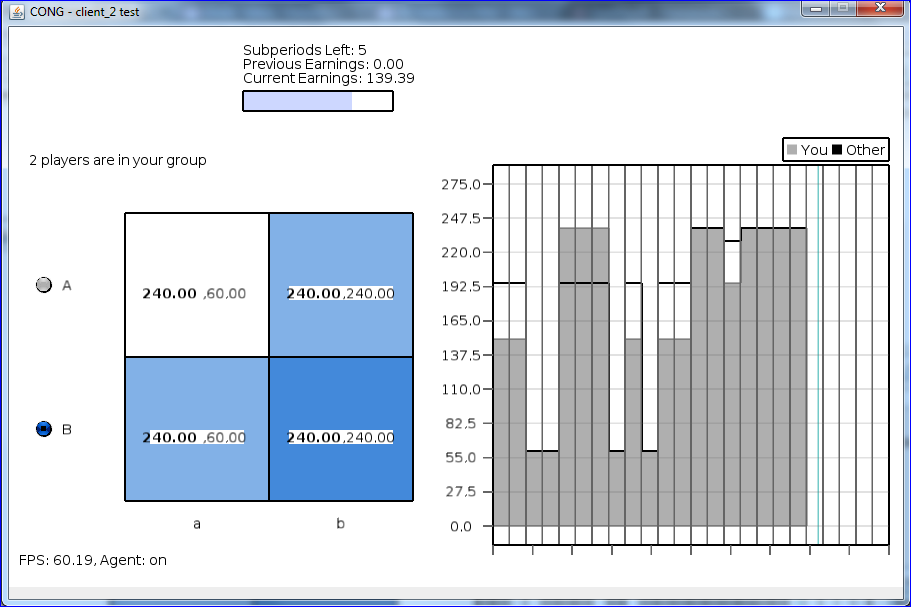 CONG - client_2 test
Subperiods Left: 5
Previous Earnings: 0.00
Current Earnings: 139.39
2 players are in your group
You Other
275.0
247.5
220.0
192.5
165.0
137.5
110.0
82.5
55.0
27.5
0.0
A
240.00 ,60.00 240.00,240.00
B
240.00 ,60.00 240.00,240.00
a b
FPS: 60.19, Agent: on